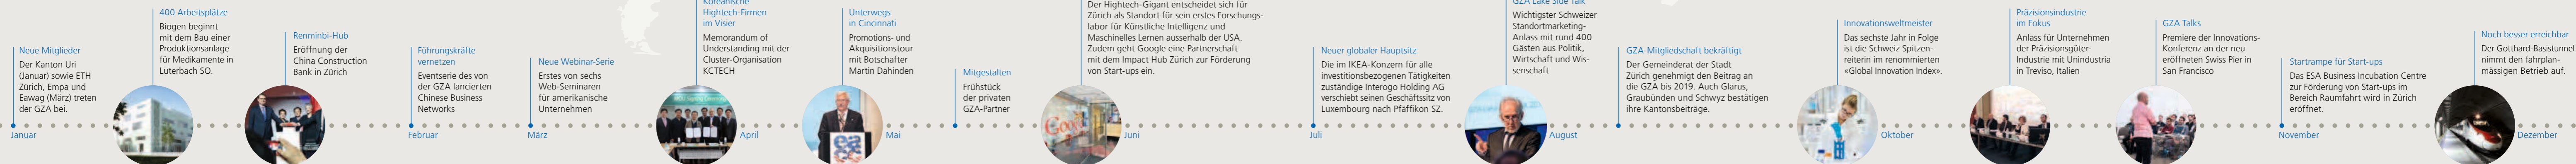 Neue Mitglieder
Der Kanton Uri
(Januar) sowie ETH
Zürich, Empa und
Eawag (März) treten
der GZA bei.
Januar
400 Arbeitsplätze
Biogen beginnt
mit dem Bau einer
Produktionsanlage
für Medikamente in
Luterbach SO.
Renminbi-Hub
Eröffnung der
China Construction
Bank in Zürich
Führungskräfte
vernetzen
Eventserie des von
der GZA lancierten
Chinese Business
Networks
Februar
Neue Webinar-Serie
Erstes von sechs
Web-Seminaren
für amerikanische
Unternehmen
März
Koreanische
Hightech-Firmen
im Visier
Memorandum of
Understanding mit der
Cluster-Organisation
KCTECH
April
Unterwegs
in Cincinnati
Promotions- und
Akquisitionstour
mit Botschafter
Martin Dahinden
Mai
Mitgestalten
Frühstück
der privaten
GZA-Partner
Der Hightech-Gigant entscheidet sich für
Zürich als Standort für sein erstes Forschungs-
labor für Künstliche Intelligenz und
Maschinelles Lernen ausserhalb der USA.
Zudem geht Google eine Partnerschaft
mit dem Impact Hub Zürich zur Förderung
von Start-ups ein.
Juni
Neuer globaler Hauptsitz
Die im IKEA-Konzern für alle
investitionsbezogenen Tätigkeiten
zuständige Interogo Holding AG
verschiebt seinen Geschäftssitz von
Luxembourg nach Pfäffikon SZ.
Juli
GZA Lake Side Talk
Wichtigster Schweizer
Standortmarketing-
Anlass mit rund 400
Gästen aus Politik,
Wirtschaft und Wis-
senschaft
August
GZA-Mitgliedschaft bekräftigt
Der Gemeinderat der Stadt
Zürich genehmigt den Beitrag an
die GZA bis 2019. Auch Glarus,
Graubünden und Schwyz bestätigen
ihre Kantonsbeiträge.
Innovationsweltmeister
Das sechste Jahr in Folge
ist die Schweiz Spitzen-
reiterin im renommierten
«Global Innovation Index».
Oktober
Präzisionsindustrie
im Fokus
Anlass für Unternehmen
der Präzisionsgüter-
Industrie mit Unindustria
in Treviso, Italien
GZA Talks
Premiere der Innovations-
Konferenz an der neu
eröffneten Swiss Pier in
San Francisco
Startrampe für Start-ups
Das ESA Business Incubation Centre
zur Förderung von Start-ups im
Bereich Raumfahrt wird in Zürich
eröffnet.
November
Noch besser erreichbar
Der Gotthard-Basistunnel
nimmt den fahrplan-
mässigen Betrieb auf.
Dezember